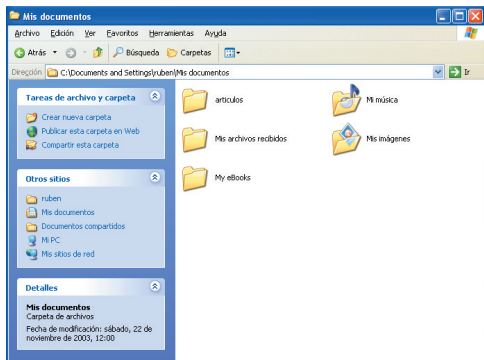 Mis documentos
Archivo Edición Ver Favoritos Herramientas Ayuda
Atrás Búsqueda Carpetas
Dirección C:\Documents and Settings\ruben\Mis documentos Ir
Tareas de archivo y carpeta
Crear nueva carpeta
Publicar esta carpeta en Web
Compartir esta carpeta
Otros sitios
ruben
Mis documentos
Documentos compartidos
Mi PC
Mis sitios de red
Detalles
Mis documentos
Carpeta de archivos
Fecha de modificación: sábado, 22 de
noviembre de 2003, 12:00
articulos
Mi música
Mis archivos recibidos
Mis imágenes
My eBooks